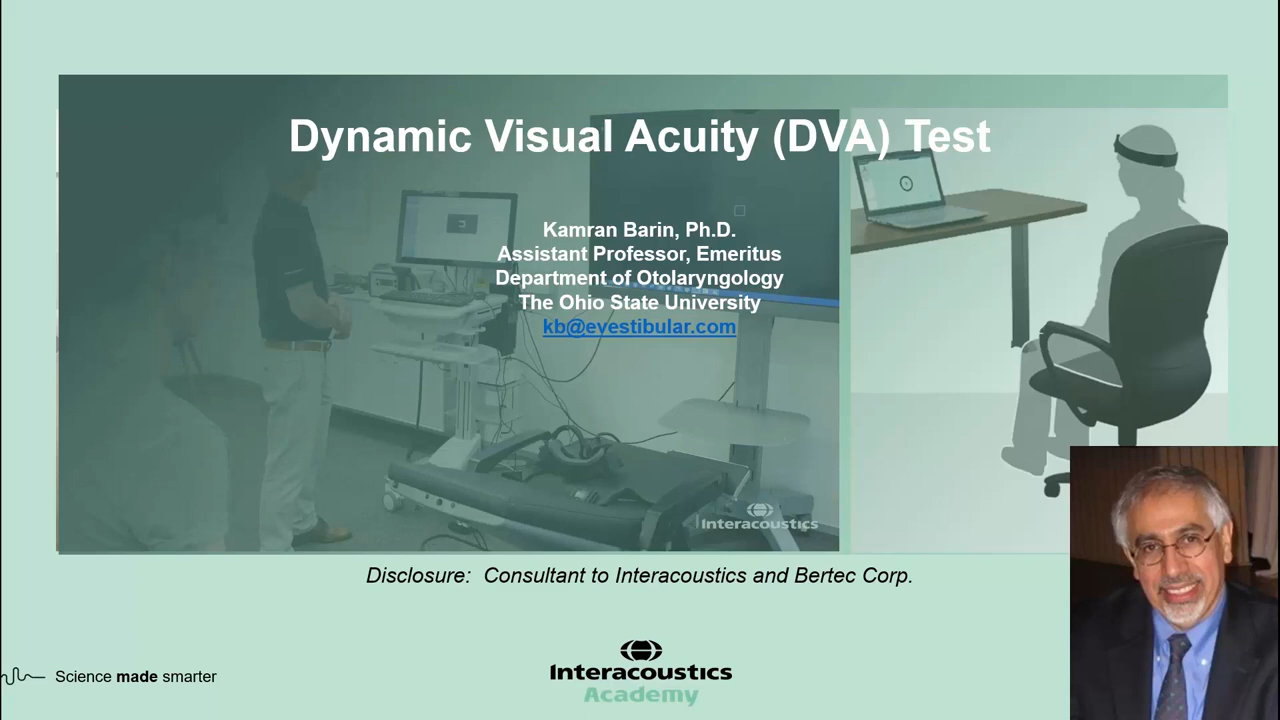 Dynamic Visual Acuity (DVA) Test
Kamran Barin, Ph.D.
Assistant Professor, Emeritus
Department of Otolaryngology
The Ohio State University
kb@eyestibular.com
Interacoustics
Disclosure: Consultant to Interacoustics and Bertec Corp.
Science made smarter
Interacoustics
Academy